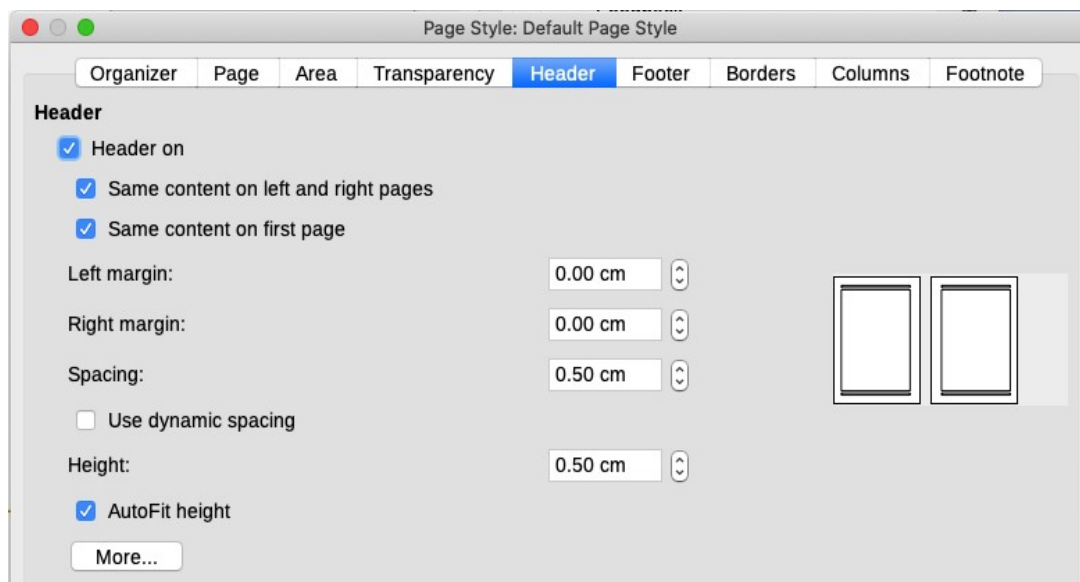 Page Style: Default Page Style
Organizer Page Area Transparency Header Footer Borders Columns Footnote
Header
Header on
Same content on left and right pages
Same content on first page
Left margin: 0.00 cm
Right margin: 0.00 cm
Spacing: 0.50 cm
Use dynamic spacing
Height: 0.50 cm
AutoFit height
More...